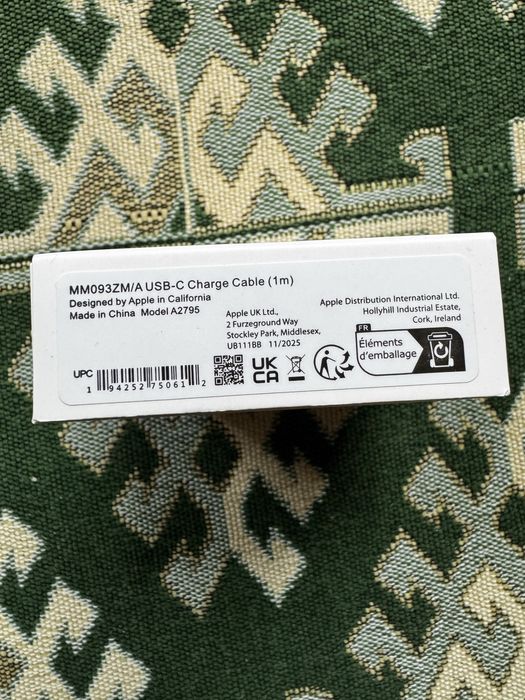 MM093ZM/A USB-C Charge Cable (1m)
Designed by Apple in California
Made in China Model A2795
Apple UK Ltd.,
2 Furzeground Way
Stockley Park, Middlesex,
UB111BB 11/2025
Apple Distribution International Ltd.
Hollyhill Industrial Estate,
Cork, Ireland
UPC
1 94252 75061 2
UK
CA
FR
Éléments
d'emballage